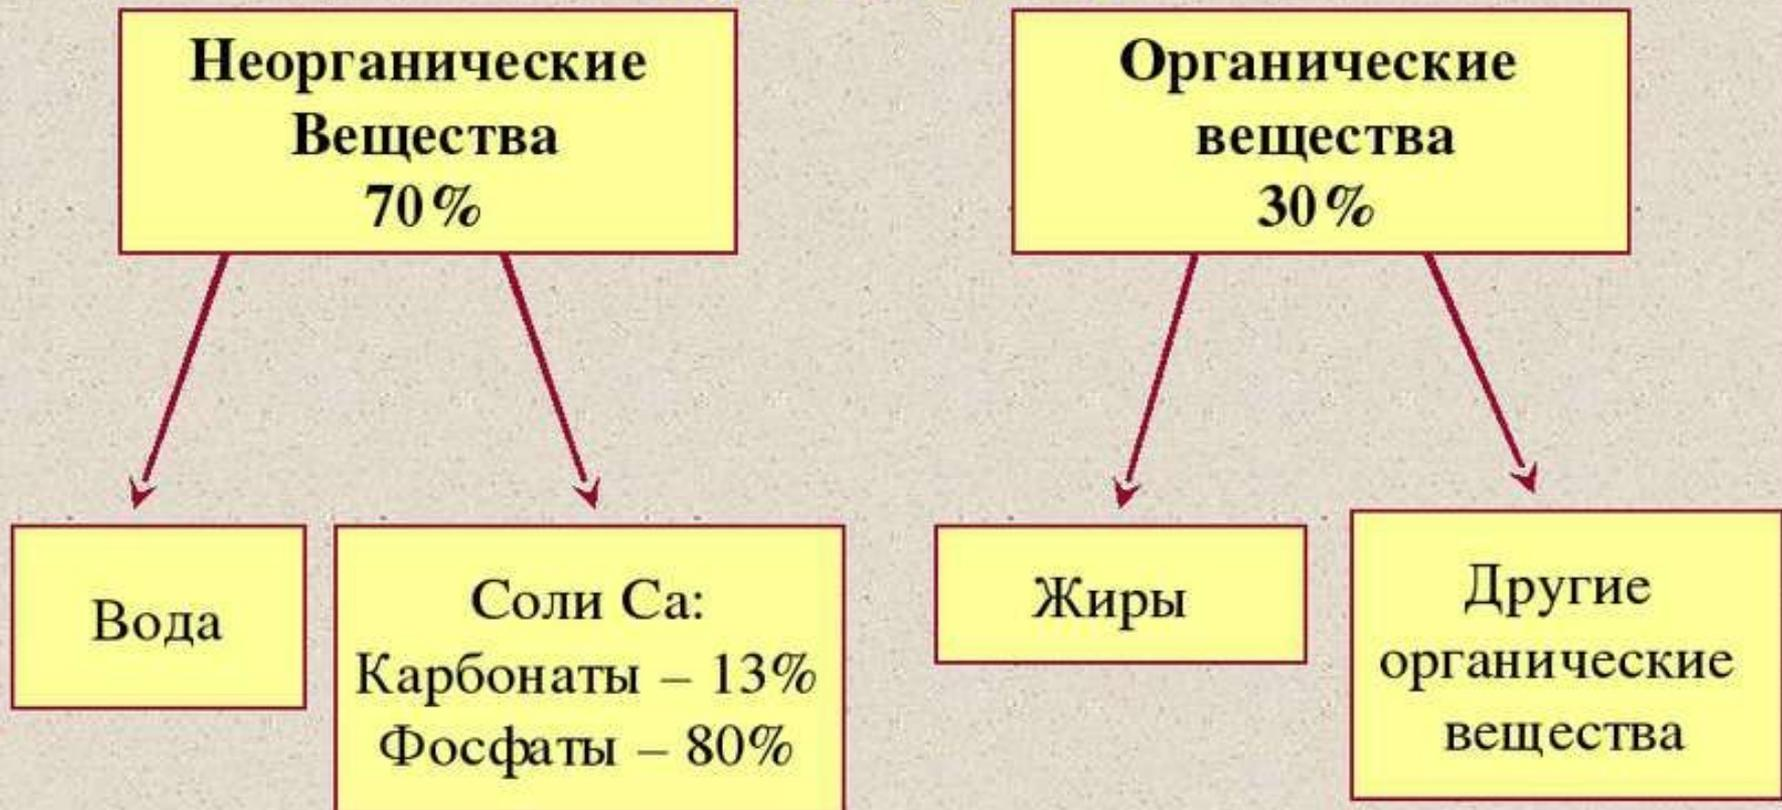 Неорганические
Вещества
70%
Органические
вещества
30%
Вода
Соли Са:
Карбонаты – 13%
Фосфаты – 80%
Жиры
Другие
органические
вещества